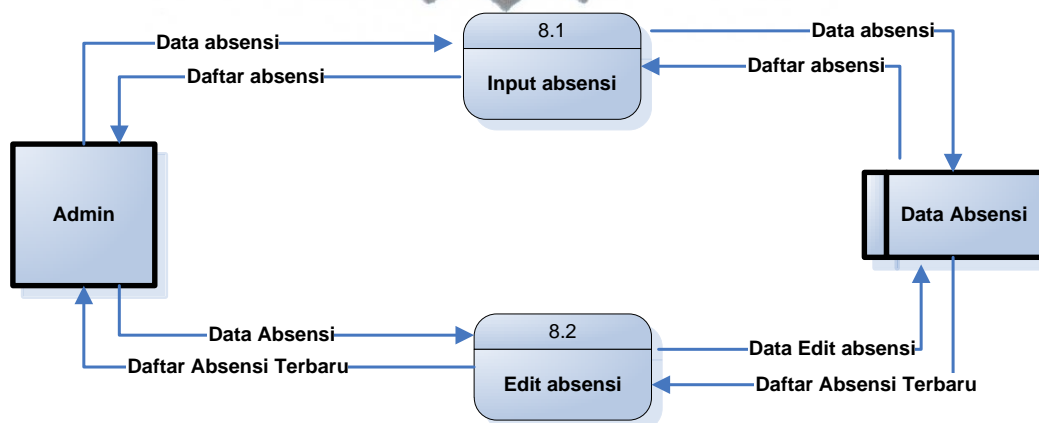 8.1
Data absensi
Data absensi
Daftar absensi
Input absensi
Daftar absensi
Admin
Data Absensi
8.2
Data Absensi
Data Edit absensi
Daftar Absensi Terbaru
Edit absensi
Daftar Absensi Terbaru